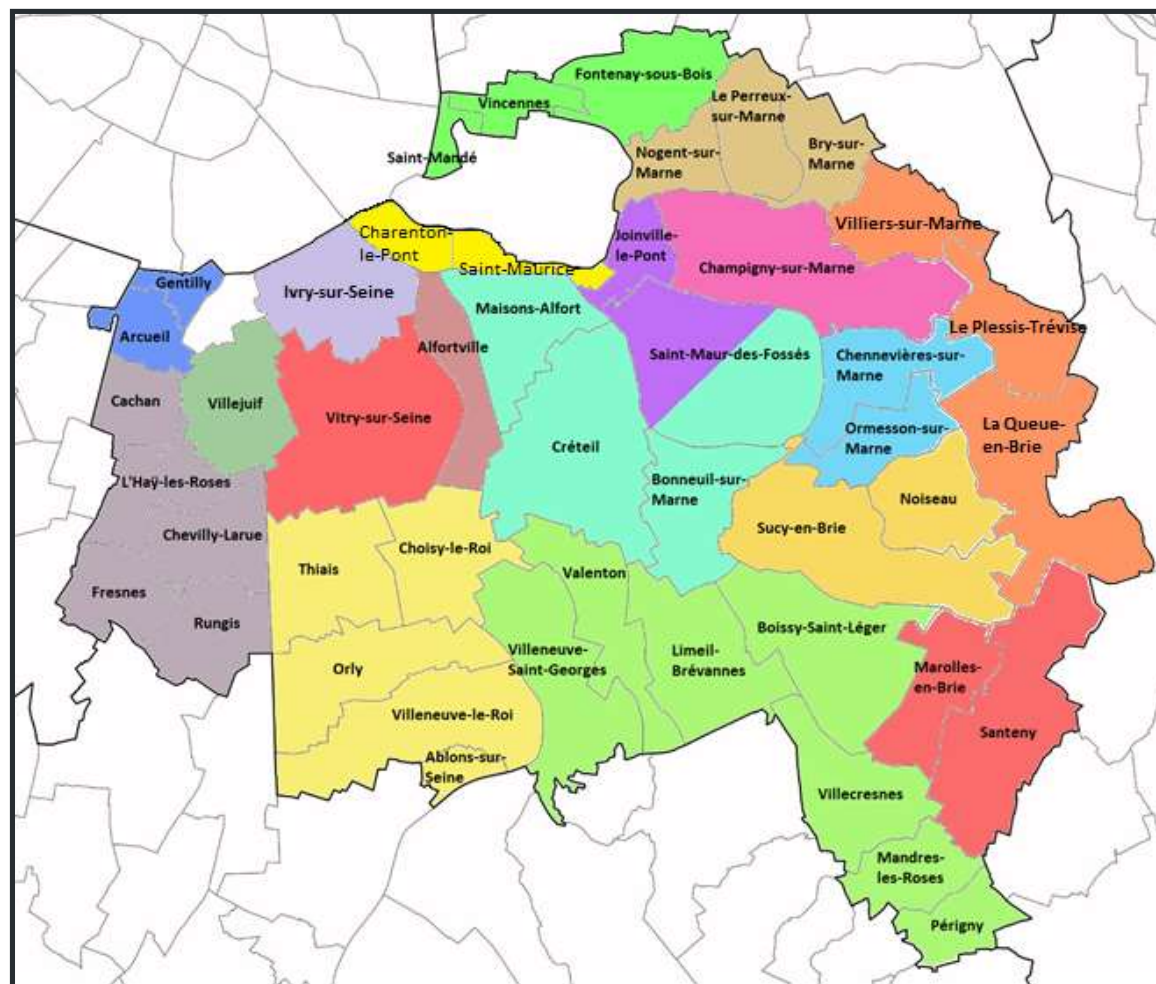 Fontenay-sous-Bois
Le Perreux-
sur-Marne
Vincennes
Saint-Mandé
Nogent-sur-
Marne
Bry-sur-
Marne
Villiers-sur-Marne
Charenton-
le-Pont
Joinville-
le-Pont
Saint-Maurice
Champigny-sur-Marne
Gentilly
Ivry-sur-Seine
Maisons-Alfort
Arcueil
Alfortville
Saint-Maur-des-Fossés
Le Plessis-Trévise
Chennevières-sur-
Marne
Cachan
Villejuif
Vitry-sur-Seine
Ormesson-sur-
Marne
La Queue-
en-Brie
Créteil
L'Haÿ-les-Roses
Bonneuil-sur-
Marne
Noiseau
Sucy-en-Brie
Chevilly-Larue
Choisy-le-Roi
Thiais
Valenton
Fresnes
Rungis
Boissy-Saint-Léger
Villeneuve-
Saint-Georges
Limeil-
Brévannes
Orly
Marolles-
en-Brie
Villeneuve-le-Roi
Santeny
Ablons-sur-
Seine
Villecresnes
Mandres-
les-Roses
Périgny